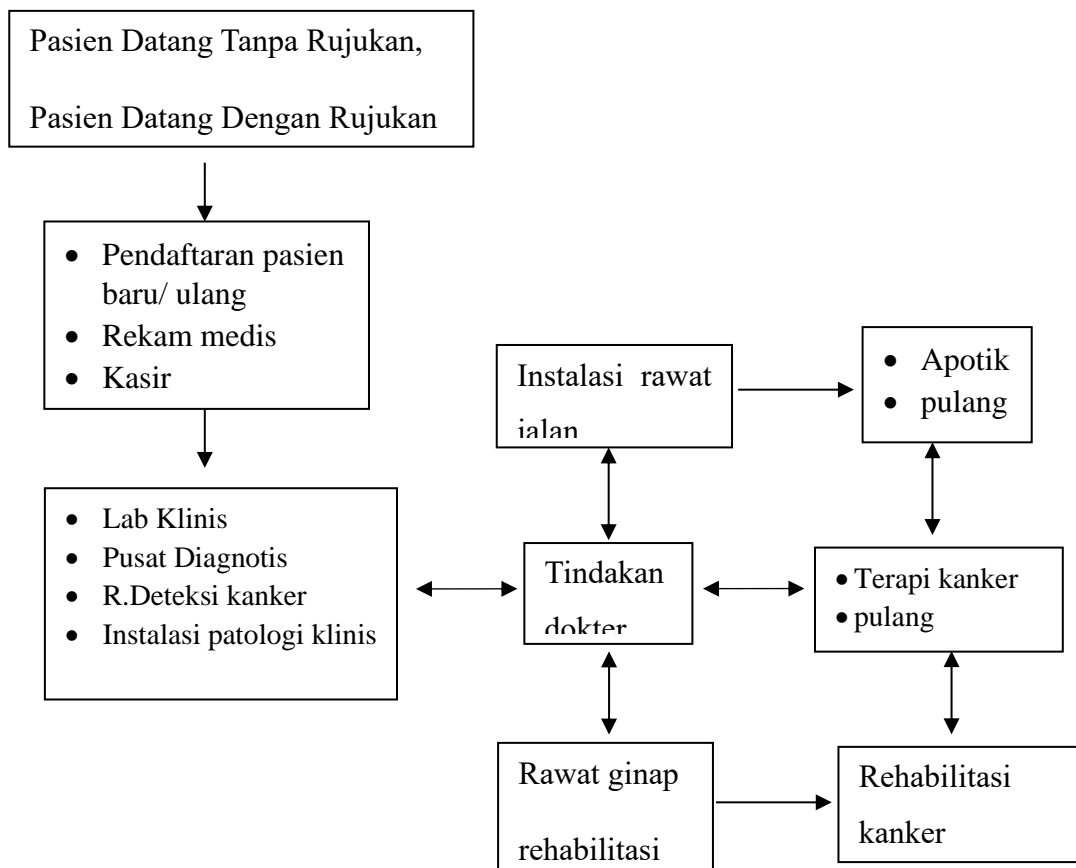 Pasien Datang Tanpa Rujukan,
Pasien Datang Dengan Rujukan
• Pendaftaran pasien
baru/ ulang
• Rekam medis
• Kasir
• Lab Klinis
• Pusat Diagnotis
• R.Deteksi kanker
• Instalasi patologi klinis
Instalasi rawat
jalan
• Apotik
• pulang
Tindakan
dokter
• Terapi kanker
• pulang
Rawat ginap
rehabilitasi
Rehabilitasi
kanker